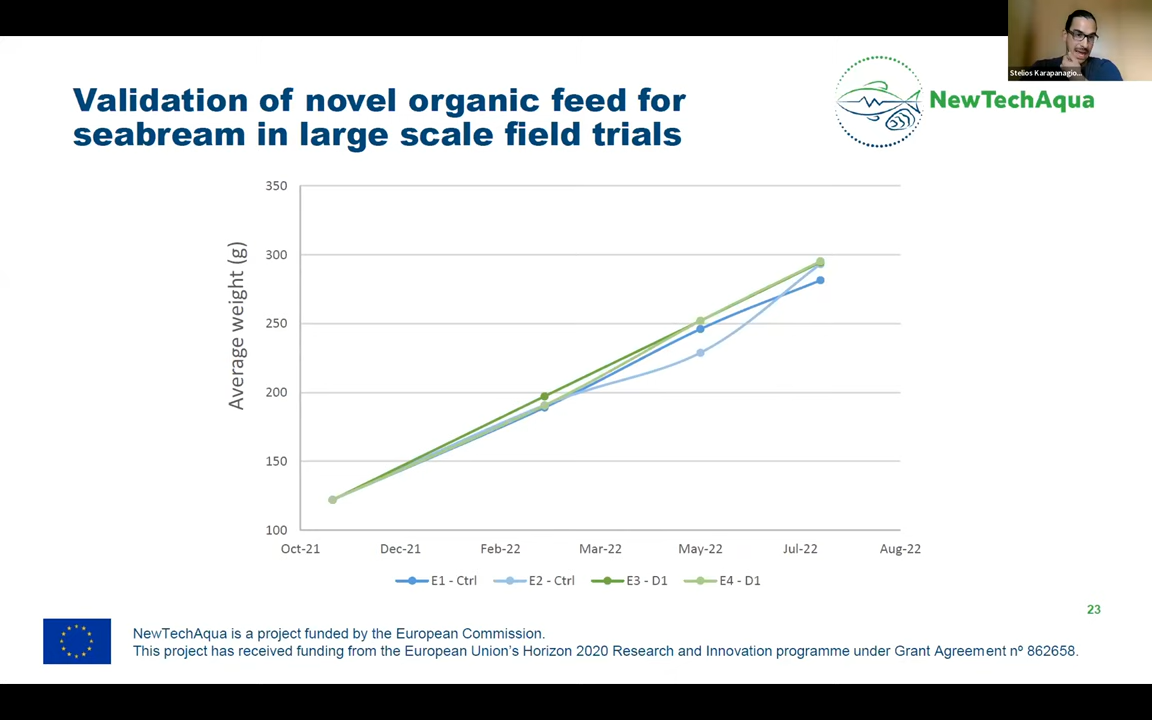 Stelios Karapanagio...
Validation of novel organic feed for
seabream in large scale field trials
NewTechAqua
350
300
250
200
150
100
Average weight (g)
Oct-21 Dec-21 Feb-22 Mar-22 May-22 Jul-22 Aug-22
E1 - Ctrl E2 - Ctrl E3 - D1 E4 - D1
23
NewTechAqua is a project funded by the European Commission.
This project has received funding from the European Union's Horizon 2020 Research and Innovation programme under Grant Agreement nº 862658.